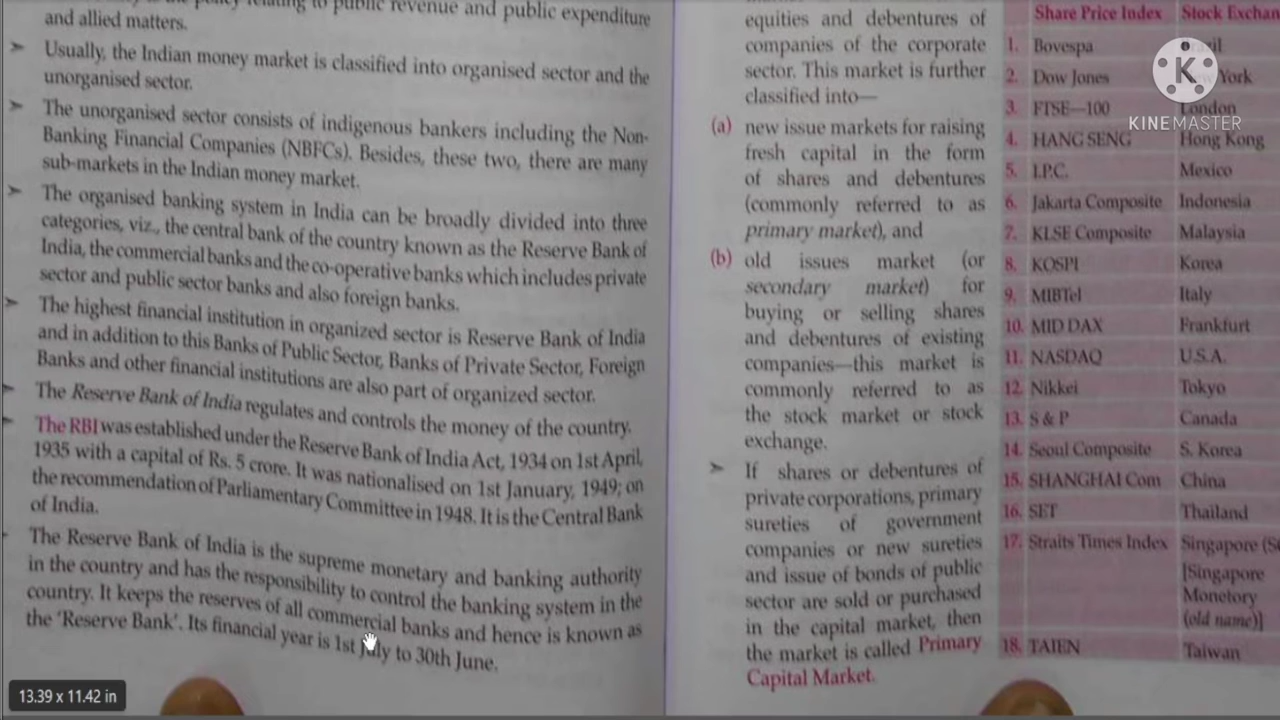 public revenue and public expenditure
and allied matters.
➤ Usually, the Indian money market is classified into organised sector and the
unorganised sector.
➤ The unorganised sector consists of indigenous bankers including the Non-
Banking Financial Companies (NBFCs). Besides, these two, there are many
sub-markets in the Indian money market.
➤ The organised banking system in India can be broadly divided into three
categories, viz., the central bank of the country known as the Reserve Bank of
India, the commercial banks and the co-operative banks which includes private
sector and public sector banks and also foreign banks.
➤ The highest financial institution in organized sector is Reserve Bank of India
and in addition to this Banks of Public Sector, Banks of Private Sector, Foreign
Banks and other financial institutions are also part of organized sector.
➤ The Reserve Bank of India regulates and controls the money of the country.
➤ The RBI was established under the Reserve Bank of India Act, 1934 on 1st April,
1935 with a capital of Rs. 5 crore. It was nationalised on 1st January, 1949; on
the recommendation of Parliamentary Committee in 1948. It is the Central Bank
of India.
The Reserve Bank of India is the supreme monetary and banking authority
in the country and has the responsibility to control the banking system in the
country. It keeps the reserves of all commercial banks and hence is known as
the 'Reserve Bank'. Its financial year is 1st July to 30th June.
13.39 x 11.42 in
equities and debentures of
companies of the corporate
sector. This market is further
classified into—
(a) new issue markets for raising
fresh capital in the form
of shares and debentures
(commonly referred to as
primary market), and
(b) old issues market (or
secondary market) for
buying or selling shares
and debentures of existing
companies—this market is
commonly referred to as
the stock market or stock
exchange.
➤ If shares or debentures of
private corporations, primary
sureties of government
companies or new sureties
and issue of bonds of public
sector are sold or purchased
in the capital market, then
the market is called Primary
Capital Market.
Share Price Index Stock Exchan
1. Bovespa
2. Dow Jones York
3. FTSE—100 London
4. HANG SENG Hong Kong
5. I.P.C. Mexico
6. Jakarta Composite Indonesia
7. KLSE Composite Malaysia
8. KOSPI Korea
9. MIBTel Italy
10. MID DAX Frankfurt
11. NASDAQ U.S.A.
12. Nikkei Tokyo
13. S & P Canada
14. Seoul Composite S. Korea
15. SHANGHAI Com China
16. SET Thailand
17. Straits Times Index Singapore
[Singapore
Monetory
(old name)]
18. TAIEN Taiwan
K
KINEMASTER